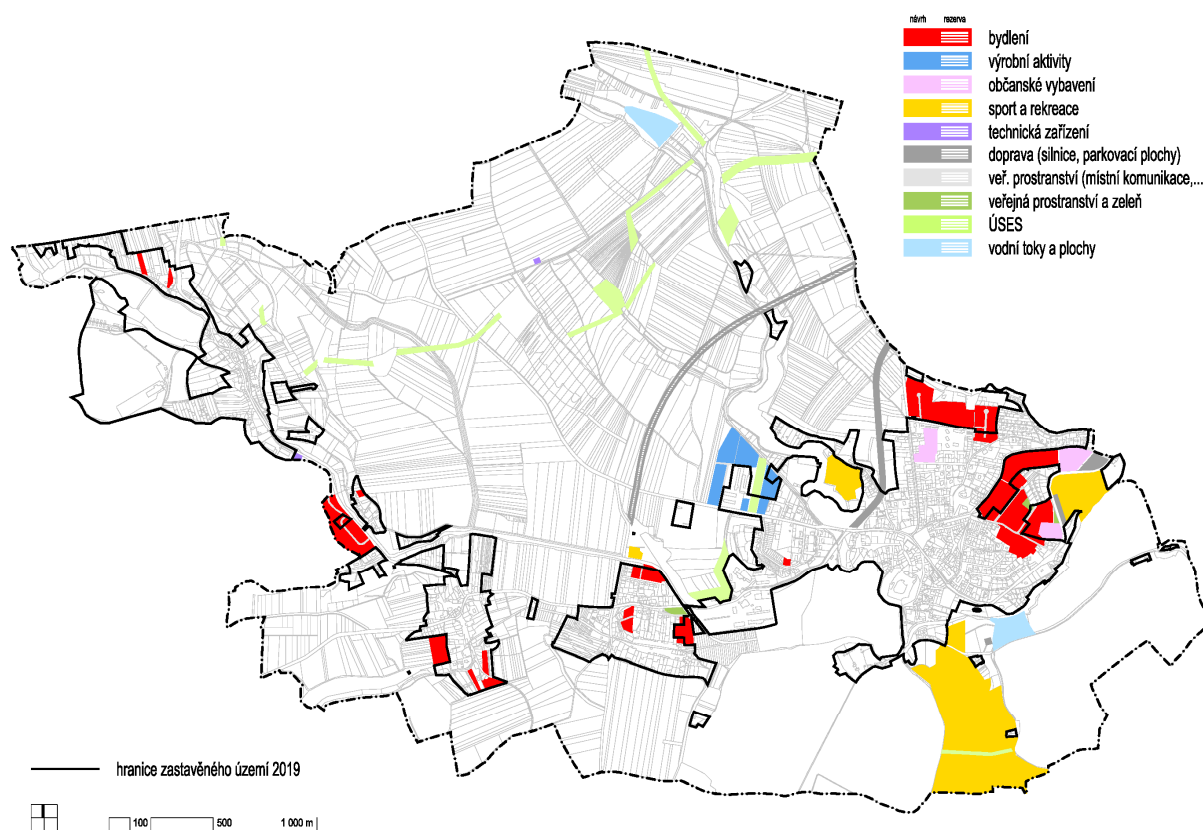 návrh rezerva
bydlení
výrobní aktivity
občanské vybavení
sport a rekreace
technická zařízení
doprava (silnice, parkovací plochy)
veř. prostranství (místní komunikace,...
veřejná prostranství a zeleň
ÚSES
vodní toky a plochy
hranice zastavěného území 2019
100 500 1 000 m